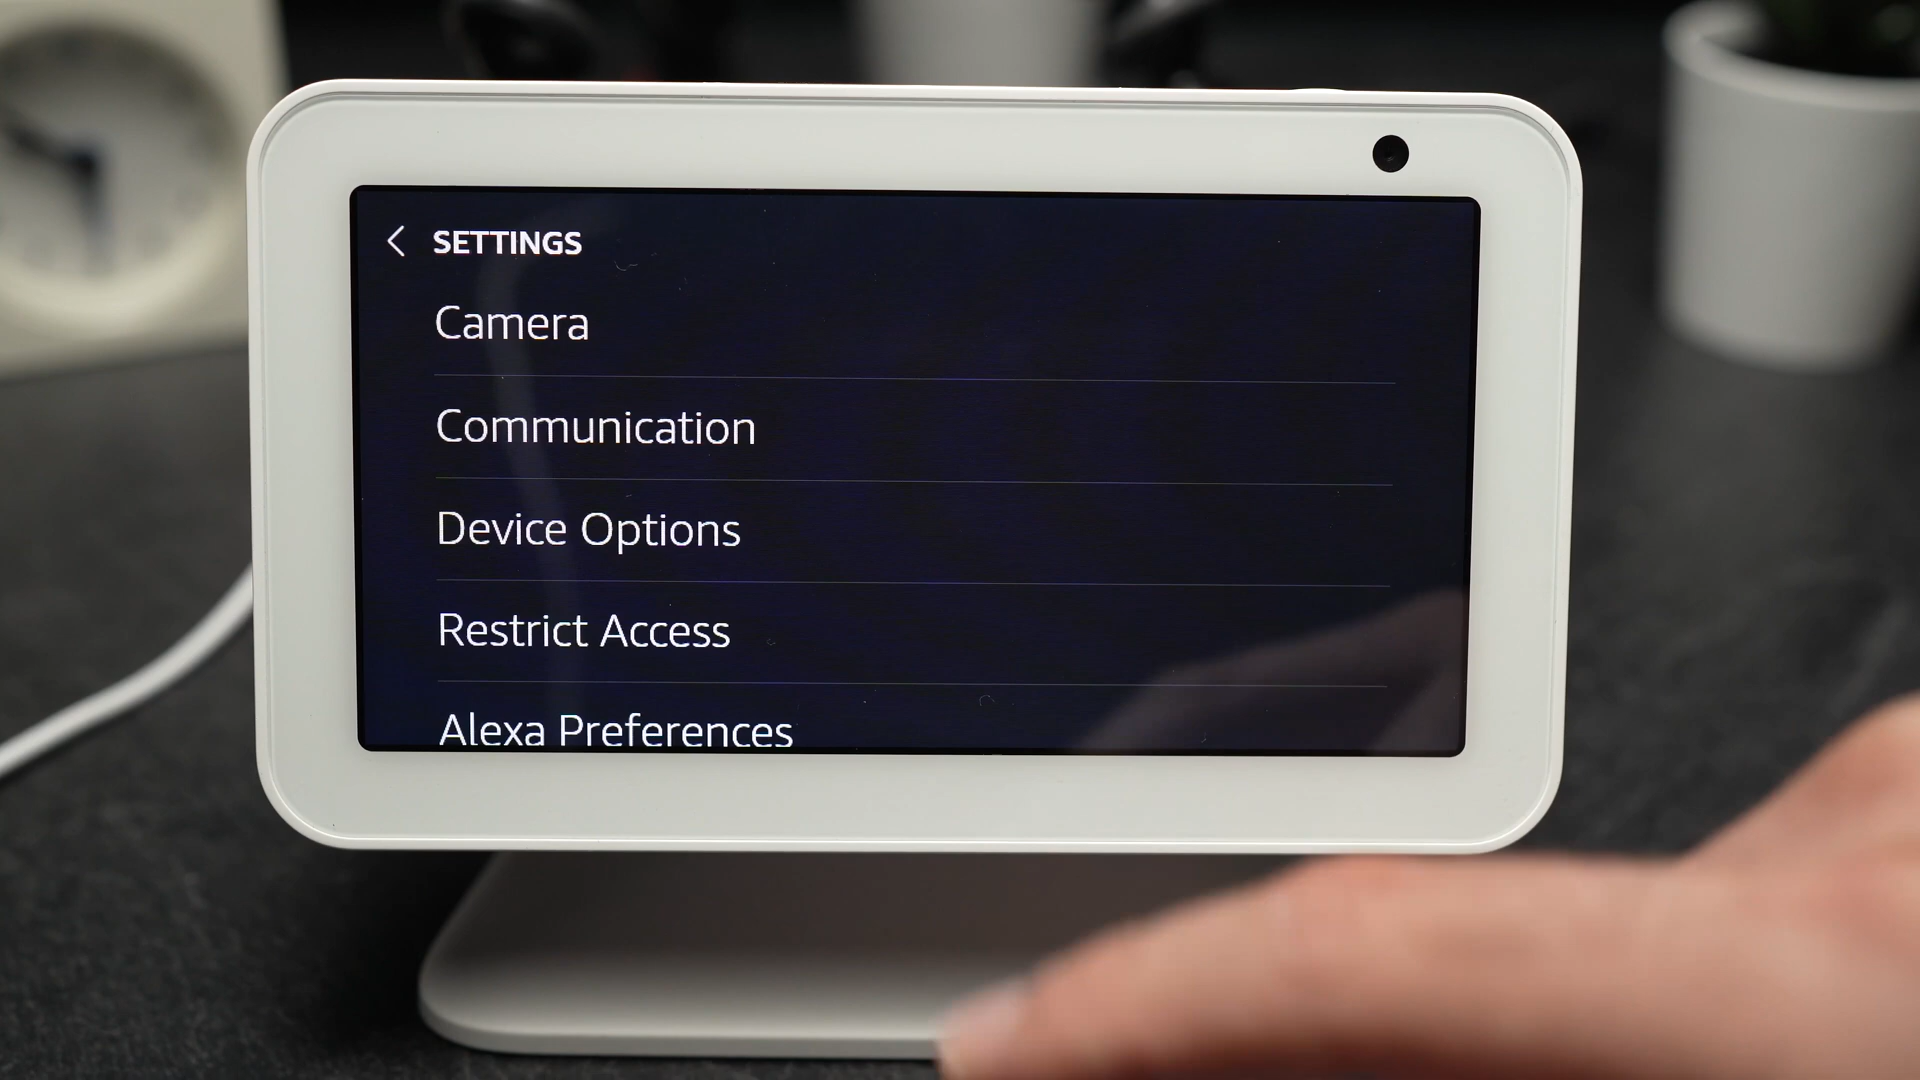 SETTINGS
Camera
Communication
Device Options
Restrict Access
Alexa Preferences